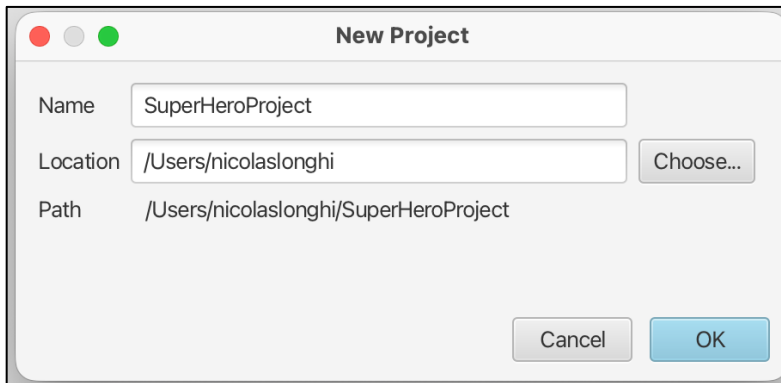 New Project
Name SuperHeroProject
Location /Users/nicolaslonghi Choose...
Path /Users/nicolaslonghi/SuperHeroProject
Cancel OK